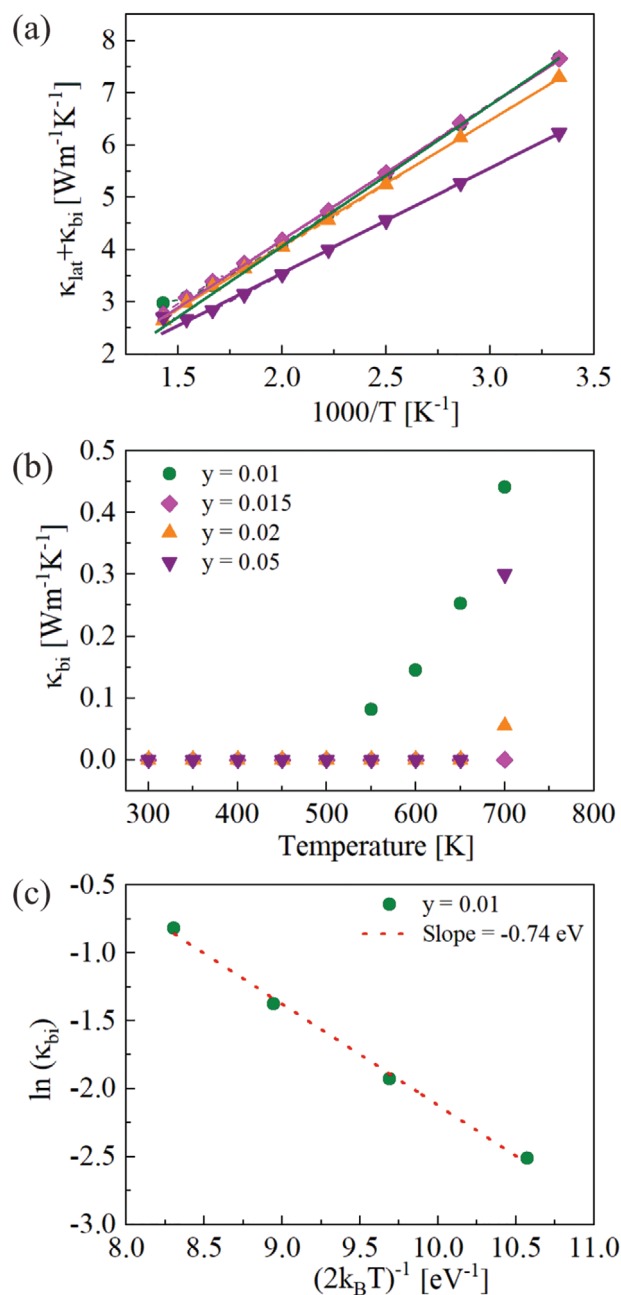 (a)
8
7
6
5
4
3
2
κlat+κbi [Wm⁻¹K⁻¹]
1.5 2.0 2.5 3.0 3.5
1000/T [K⁻¹]
(b)
0.5
0.4
0.3
0.2
0.1
0.0
κbi [Wm⁻¹K⁻¹]
y = 0.01
y = 0.015
y = 0.02
y = 0.05
300 400 500 600 700 800
Temperature [K]
(c)
-0.5
-1.0
-1.5
-2.0
-2.5
-3.0
ln (κbi)
y = 0.01
Slope = -0.74 eV
8.0 8.5 9.0 9.5 10.0 10.5 11.0
(2kBT)⁻¹ [eV⁻¹]